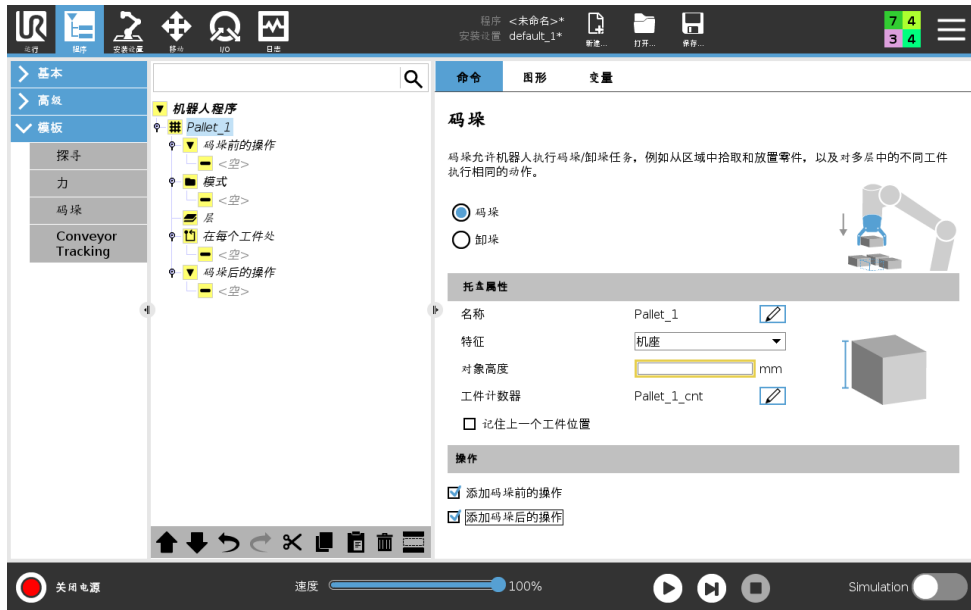 UR
运行
程序
安装设置
移动
I/O
日志
程序 <未命名>*
安装设置 default_1*
新建...
打开...
保存...
7 4
3 4
基本
高级
模板
探寻
力
码垛
Conveyor
Tracking
机器人程序
Pallet_1
码垛前的操作
<空>
模式
<空>
层
在每个工件处
<空>
码垛后的操作
<空>
命令
图形
变量
码垛
码垛允许机器人执行码垛/卸垛任务，例如从区域中拾取和放置零件，以及对多层中的不同工件
执行相同的动作。
码垛
卸垛
托盘属性
名称 Pallet_1
特征 机座
对象高度 mm
工件计数器 Pallet_1_cnt
记住上一个工件位置
操作
添加码垛前的操作
添加码垛后的操作
关闭电源
速度 100%
Simulation